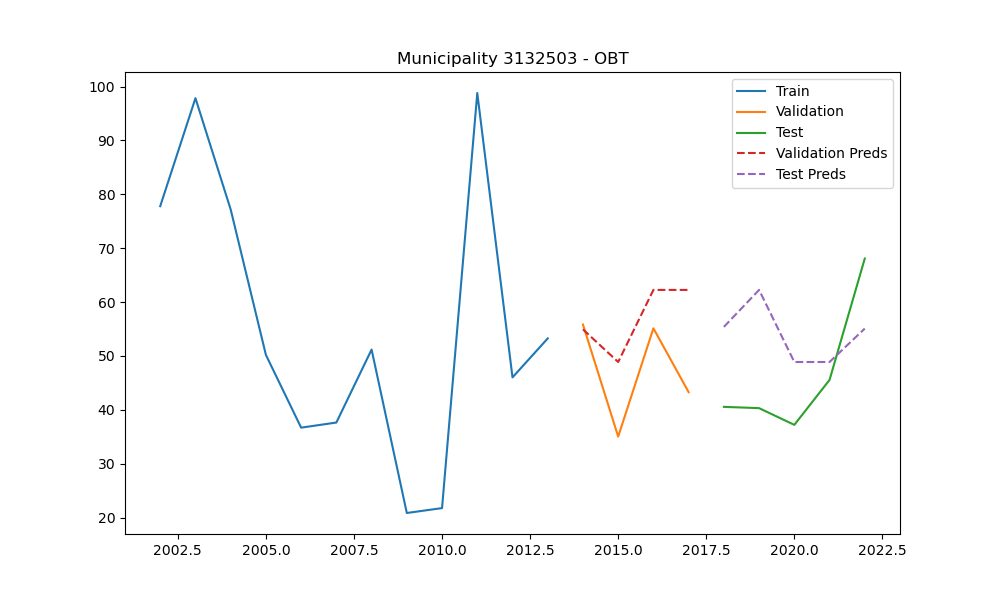 Municipality 3132503 - OBT
100
90
80
70
60
50
40
30
20
2002.5 2005.0 2007.5 2010.0 2012.5 2015.0 2017.5 2020.0 2022.5
Train
Validation
Test
Validation Preds
Test Preds